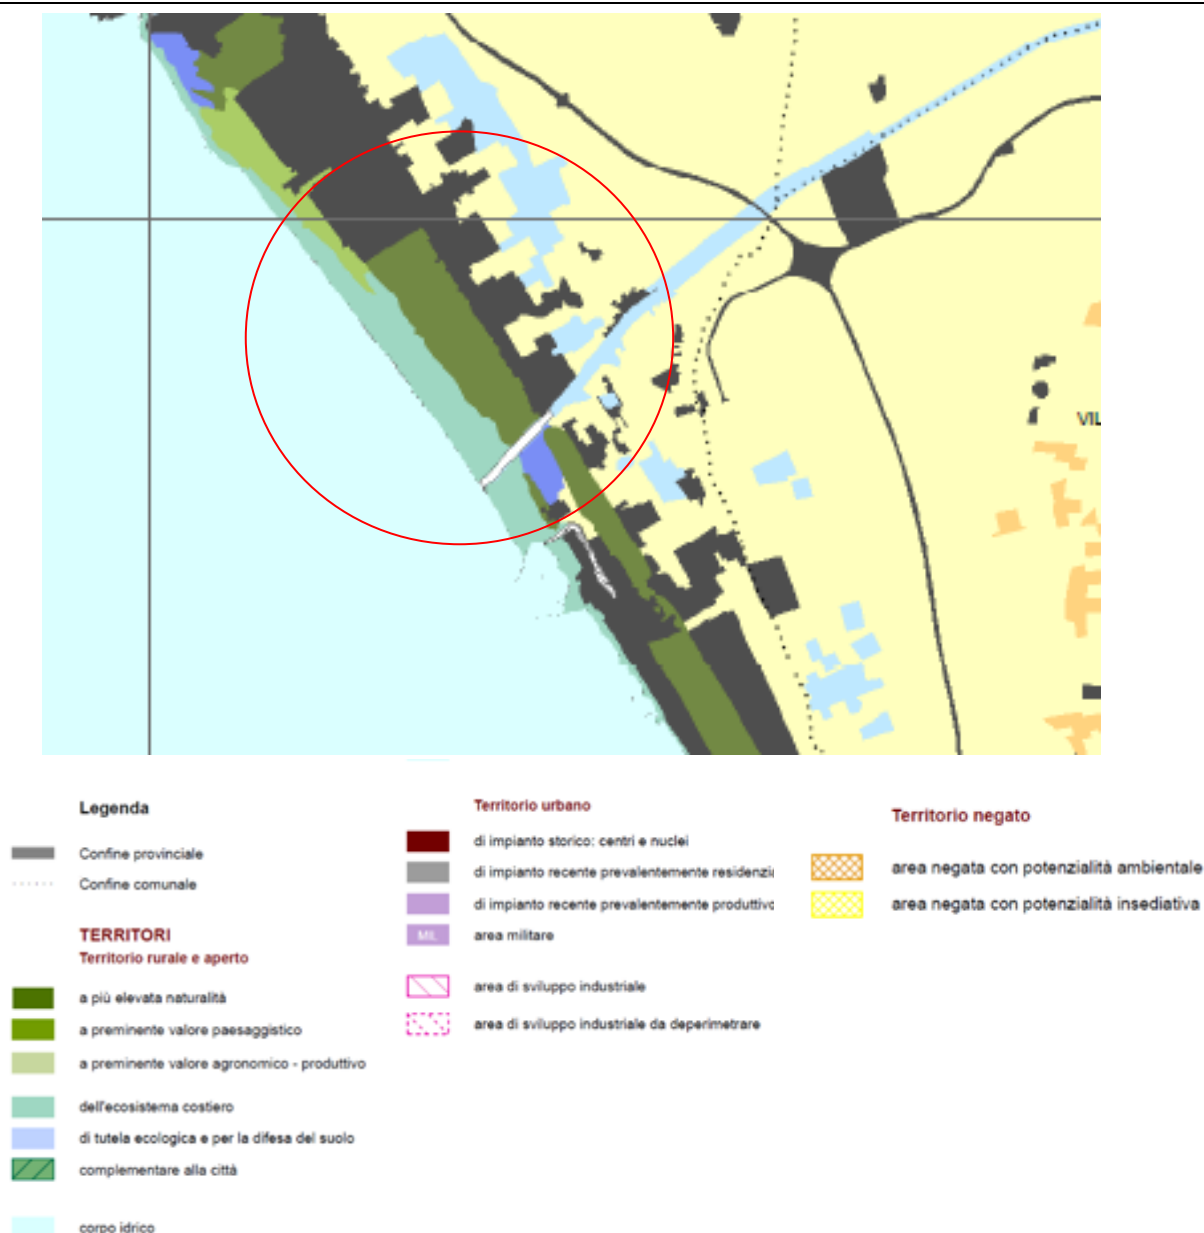 VIL
Legenda
Confine provinciale
Confine comunale
TERRITORI
Territorio rurale e aperto
a più elevata naturalità
a preminente valore paesaggistico
a preminente valore agronomico - produttivo
dell'ecosistema costiero
di tutela ecologica e per la difesa del suolo
complementare alla città
corpo idrico
Territorio urbano
di impianto storico: centri e nuclei
di impianto recente prevalentemente residenzi
di impianto recente prevalentemente produttivo
MIL
area militare
area di sviluppo industriale
area di sviluppo industriale da deperimetrare
Territorio negato
area negata con potenzialità ambientale
area negata con potenzialità insediativa